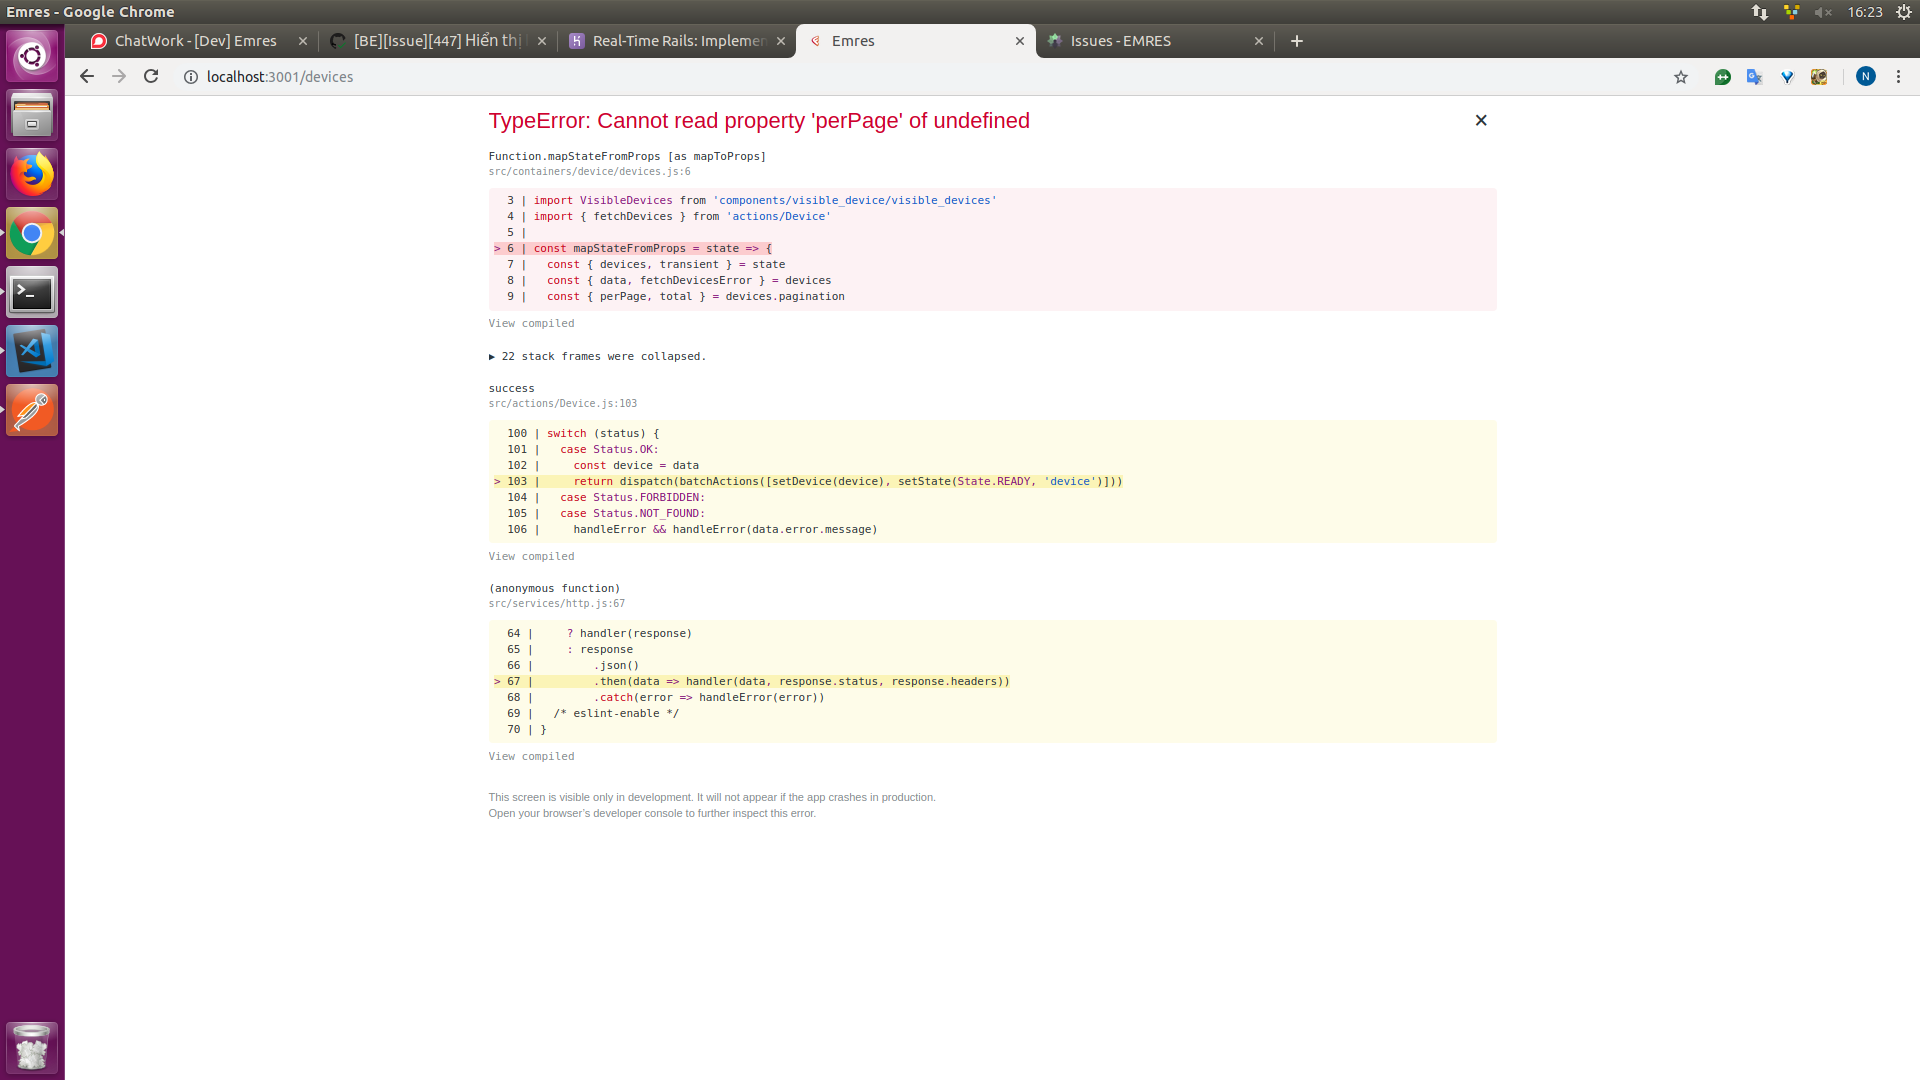 Emres - Google Chrome
16:23
ChatWork - [Dev] Emres
[BE][Issue][447] Hiển thị
Real-Time Rails: Implemen
Emres
Issues - EMRES
localhost:3001/devices
N
TypeError: Cannot read property 'perPage' of undefined
Function.mapStateFromProps [as mapToProps]
src/containers/device/devices.js:6
3 | import VisibleDevices from 'components/visible_device/visible_devices'
4 | import { fetchDevices } from 'actions/Device'
5 |
> 6 | const mapStateFromProps = state => {
7 |   const { devices, transient } = state
8 |   const { data, fetchDevicesError } = devices
9 |   const { perPage, total } = devices.pagination
View compiled
▶ 22 stack frames were collapsed.
success
src/actions/Device.js:103
100 | switch (status) {
101 |   case Status.OK:
102 |     const device = data
> 103 |     return dispatch(batchActions([setDevice(device), setState(State.READY, 'device')]))
104 |   case Status.FORBIDDEN:
105 |   case Status.NOT_FOUND:
106 |     handleError && handleError(data.error.message)
View compiled
(anonymous function)
src/services/http.js:67
64 |     ? handler(response)
65 |     : response
66 |         .json()
> 67 |         .then(data => handler(data, response.status, response.headers))
68 |         .catch(error => handleError(error))
69 |   /* eslint-enable */
70 | }
View compiled
This screen is visible only in development. It will not appear if the app crashes in production.
Open your browser's developer console to further inspect this error.